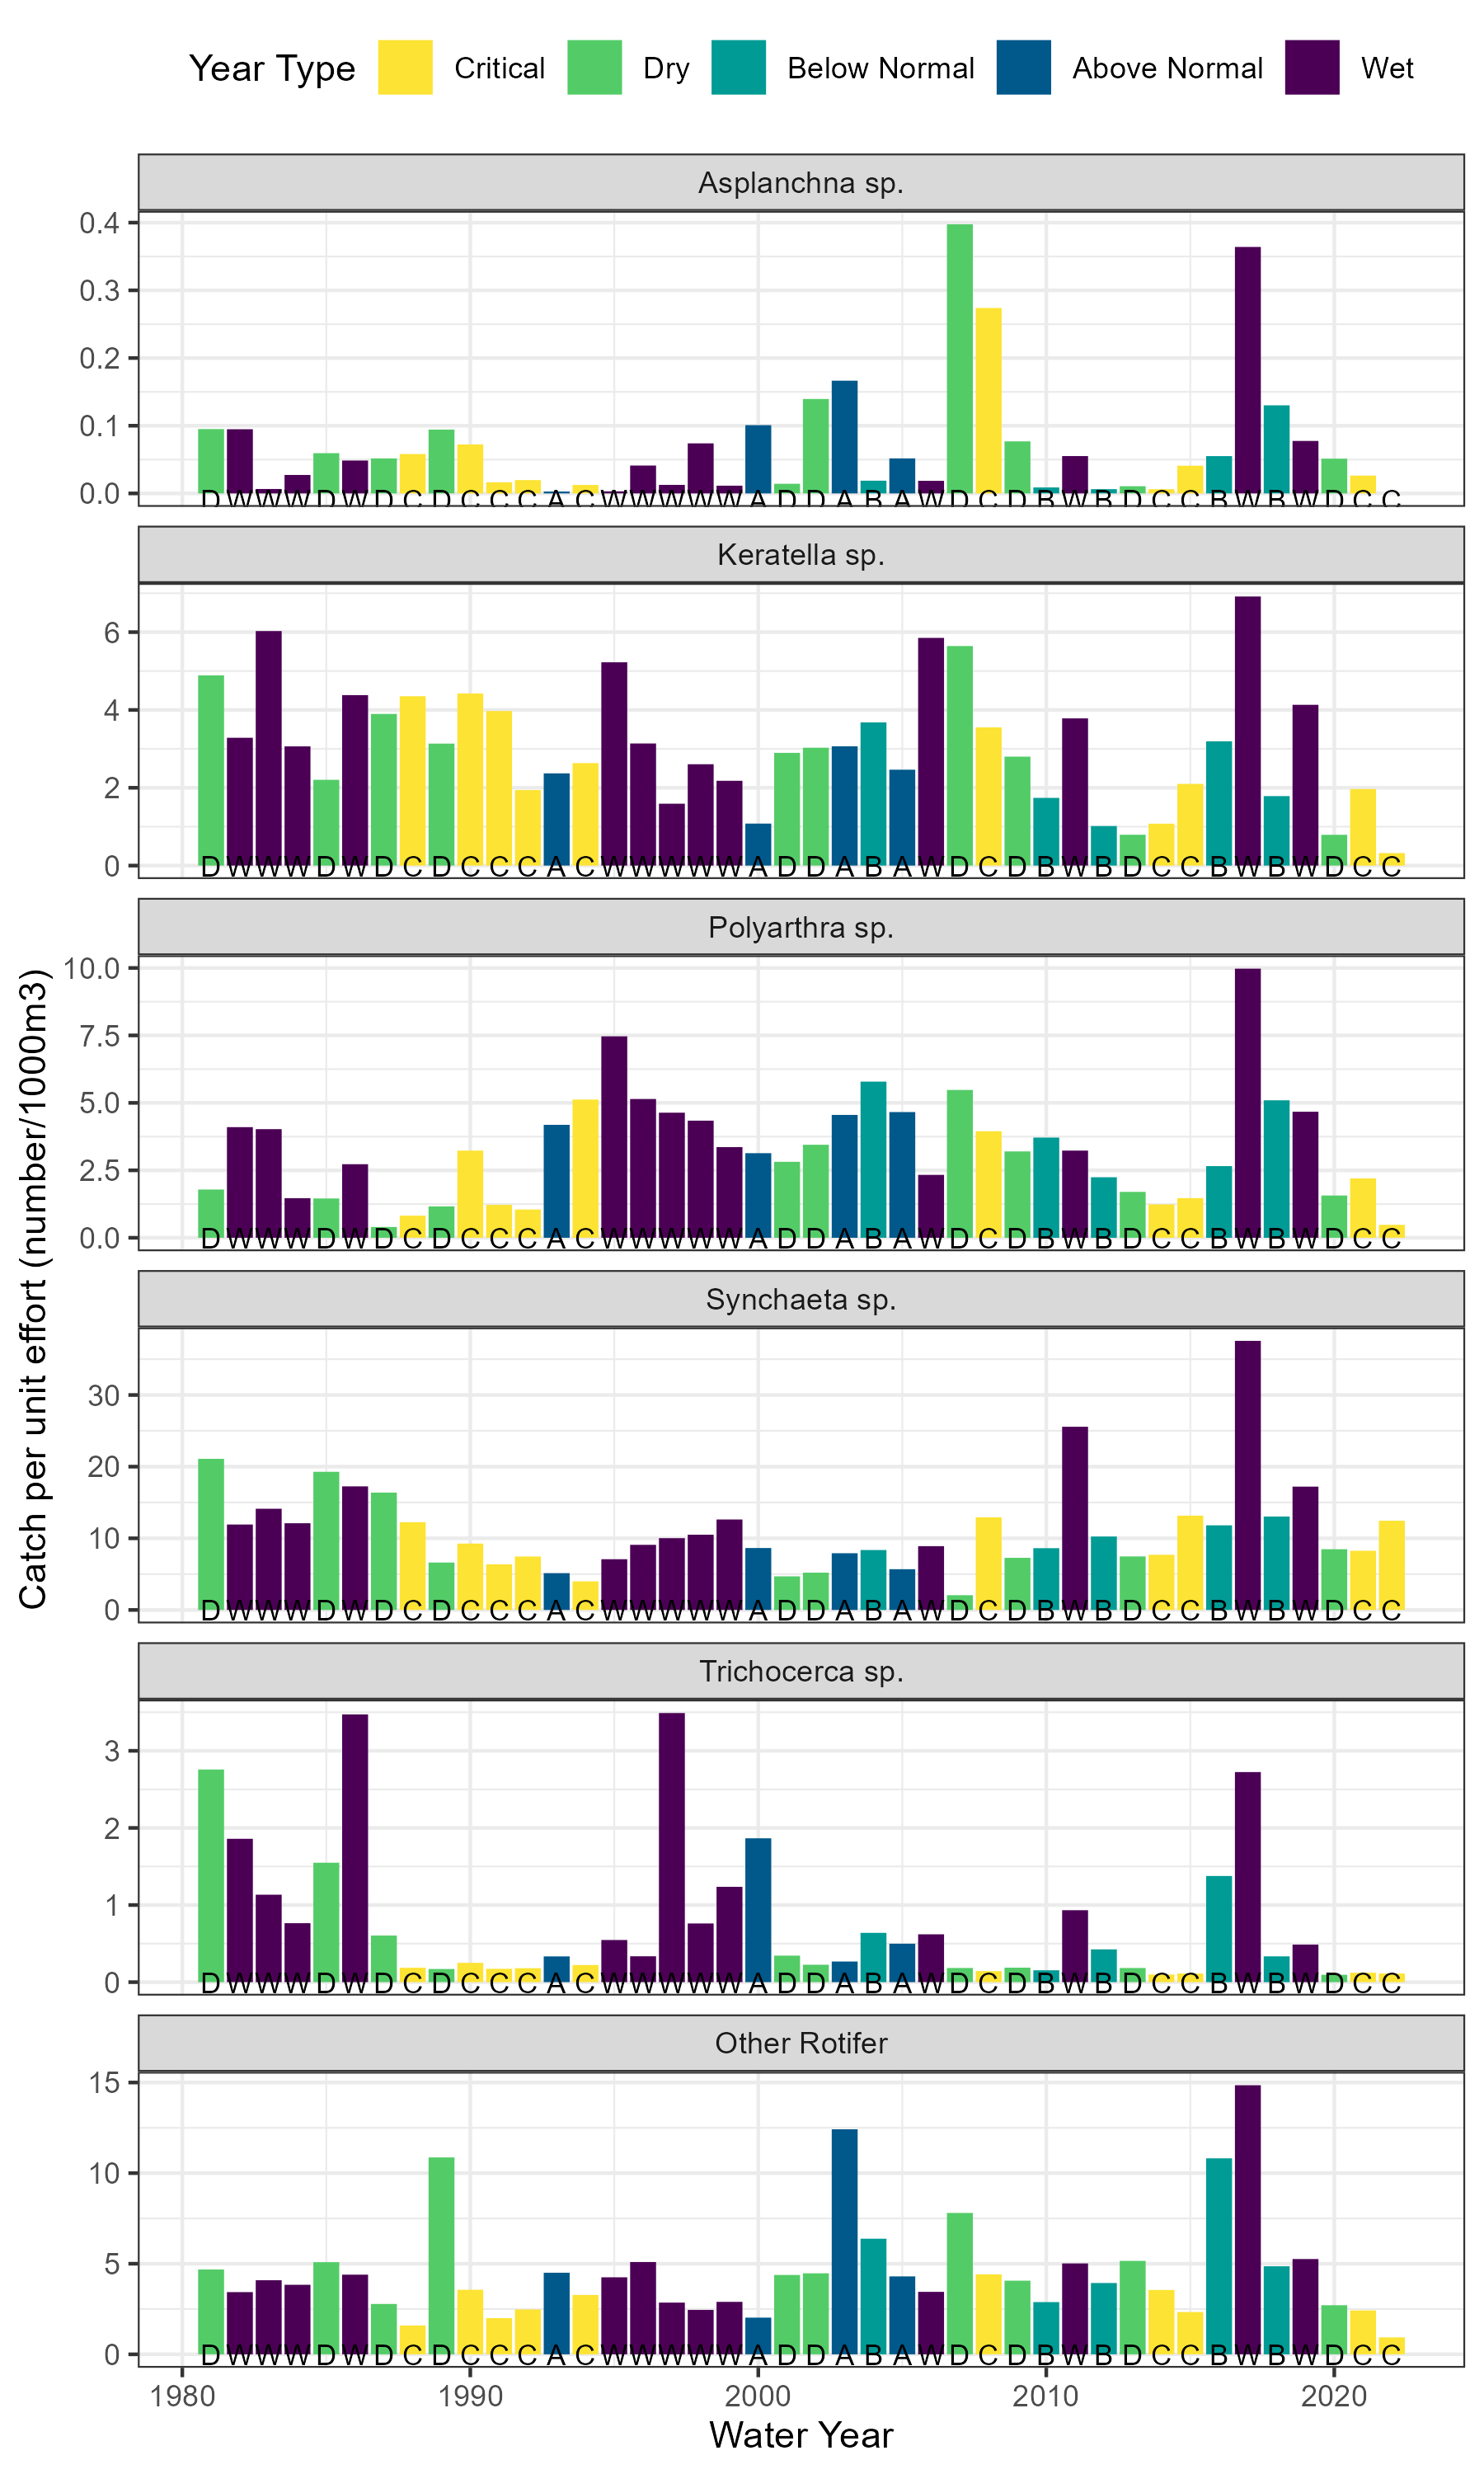 Year Type Critical Dry Below Normal Above Normal Wet
Asplanchna sp.
0.4
0.3
0.2
0.1
0.0
D W W W D W D C D C C C A C W W W W W A D D A B A W D C D B W B D C C B W B W D C C
Keratella sp.
6
4
2
0
D W W W D W D C D C C C A C W W W W W A D D A B A W D C D B W B D C C B W B W D C C
Polyarthra sp.
10.0
7.5
5.0
2.5
0.0
D W W W D W D C D C C C A C W W W W W A D D A B A W D C D B W B D C C B W B W D C C
Synchaeta sp.
30
20
10
0
D W W W D W D C D C C C A C W W W W W A D D A B A W D C D B W B D C C B W B W D C C
Trichocerca sp.
3
2
1
0
D W W W D W D C D C C C A C W W W W W A D D A B A W D C D B W B D C C B W B W D C C
Other Rotifer
15
10
5
0
D W W W D W D C D C C C A C W W W W W A D D A B A W D C D B W B D C C B W B W D C C
1980 1990 2000 2010 2020
Water Year
Catch per unit effort (number/1000m3)